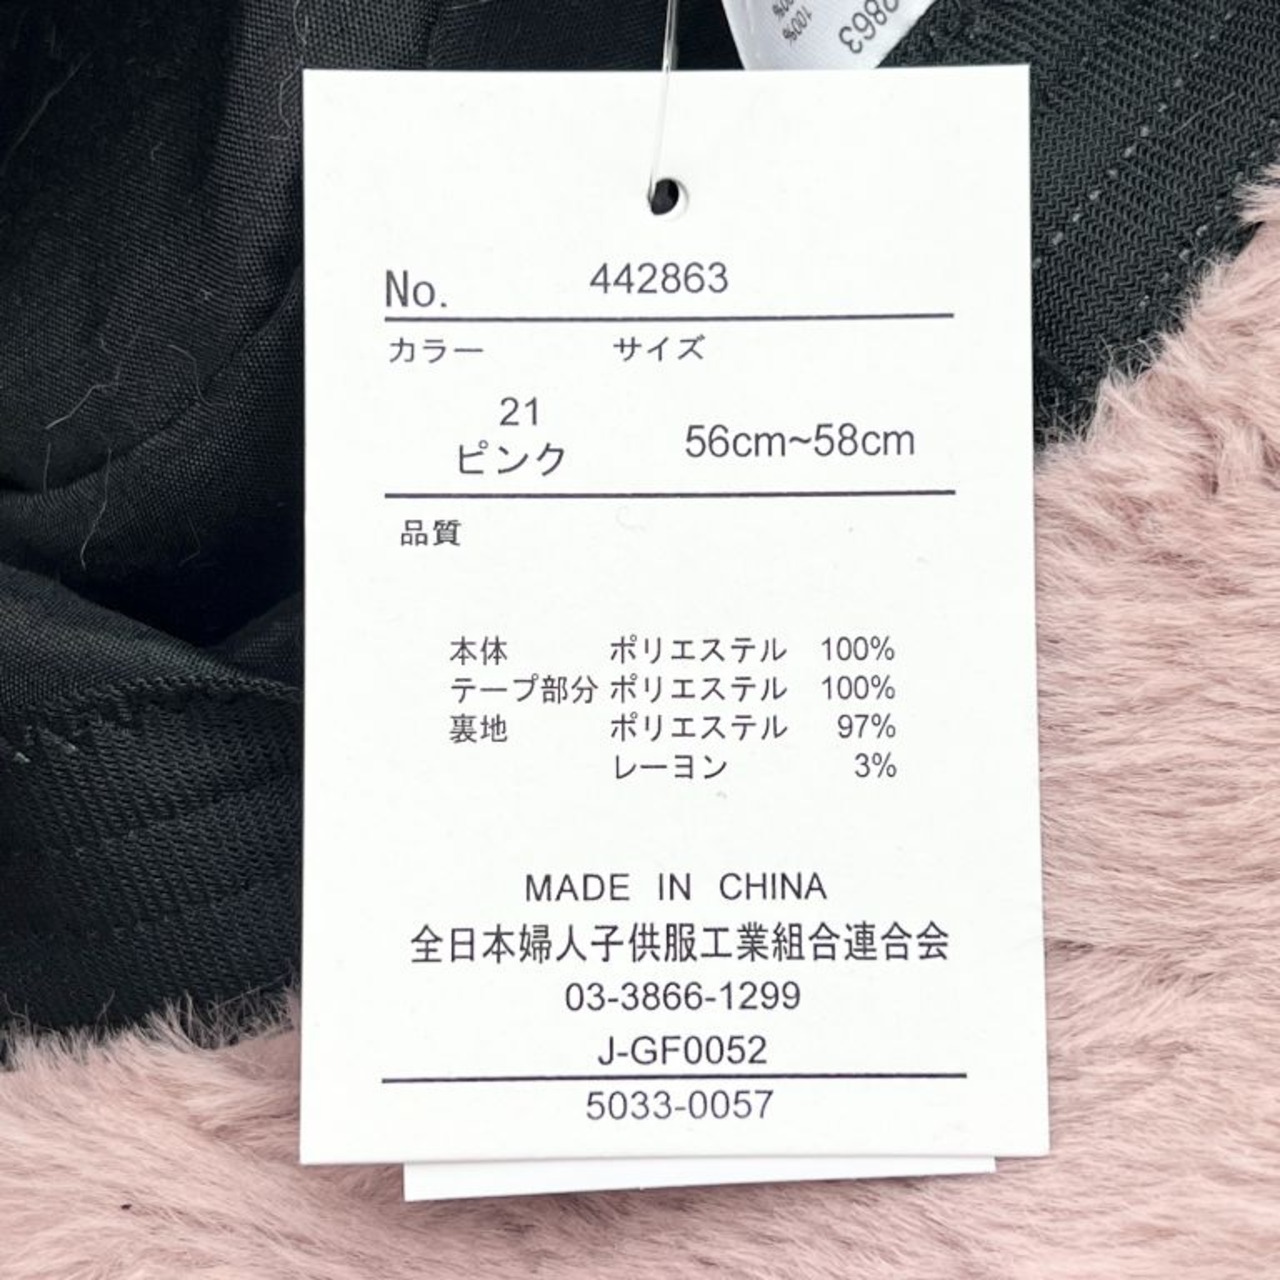 100%
2863
No. 442863
カラー サイズ
21
ピンク 56cm~58cm
品質
本体 ポリエステル 100%
テープ部分 ポリエステル 100%
裏地 ポリエステル 97%
レーヨン 3%
MADE IN CHINA
全日本婦人子供服工業組合連合会
03-3866-1299
J-GF0052
5033-0057